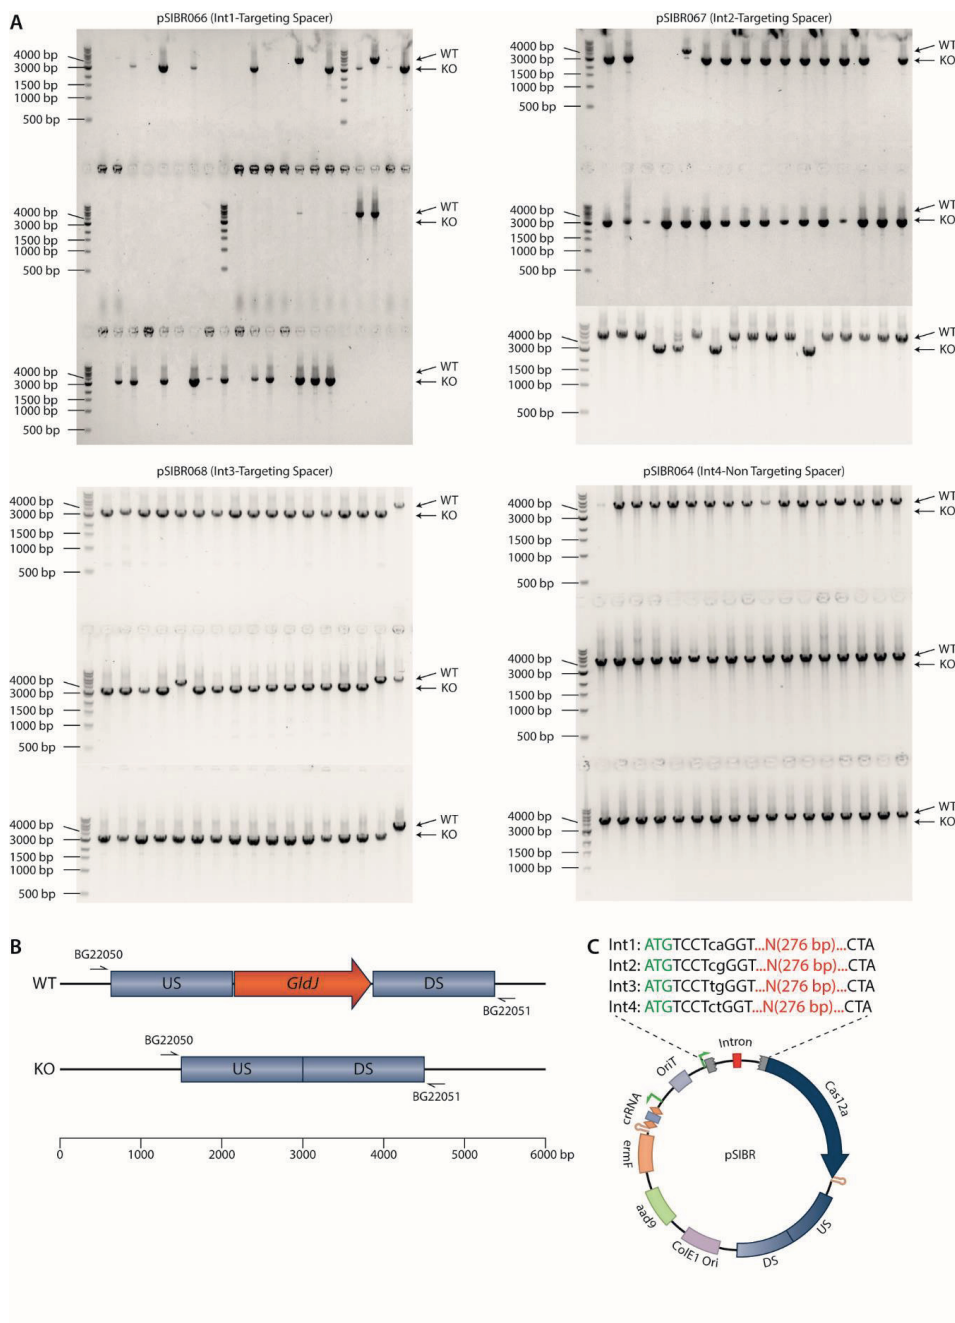 A
pSIBR066 (Int1-Targeting Spacer)
4000 bp
3000 bp
1500 bp
1000 bp
500 bp
WT
KO
4000 bp
3000 bp
1500 bp
1000 bp
500 bp
WT
KO
4000 bp
3000 bp
1500 bp
1000 bp
500 bp
WT
KO
pSIBR067 (Int2-Targeting Spacer)
4000 bp
3000 bp
1500 bp
1000 bp
500 bp
WT
KO
4000 bp
3000 bp
1500 bp
1000 bp
500 bp
WT
KO
4000 bp
3000 bp
1500 bp
1000 bp
500 bp
WT
KO
pSIBR068 (Int3-Targeting Spacer)
4000 bp
3000 bp
1500 bp
1000 bp
500 bp
WT
KO
4000 bp
3000 bp
1500 bp
1000 bp
500 bp
WT
KO
4000 bp
3000 bp
1500 bp
1000 bp
500 bp
WT
KO
pSIBR064 (Int4-Non Targeting Spacer)
4000 bp
3000 bp
1500 bp
1000 bp
500 bp
WT
KO
4000 bp
3000 bp
1500 bp
1000 bp
500 bp
WT
KO
4000 bp
3000 bp
1500 bp
1000 bp
WT
KO
B
BG22050
WT
US
GldJ
DS
BG22051
BG22050
KO
US
DS
BG22051
0
1000
2000
3000
4000
5000
6000 bp
C
Int1: ATGTCCTcaGGT...N(276 bp)...CTA
Int2: ATGTCCTcgGGT...N(276 bp)...CTA
Int3: ATGTCCTtgGGT...N(276 bp)...CTA
Int4: ATGTCCTctGGT...N(276 bp)...CTA
Intron
OriT
Cas12a
crRNA
ermF
pSIBR
aad9
US
ColE1 Ori
DS